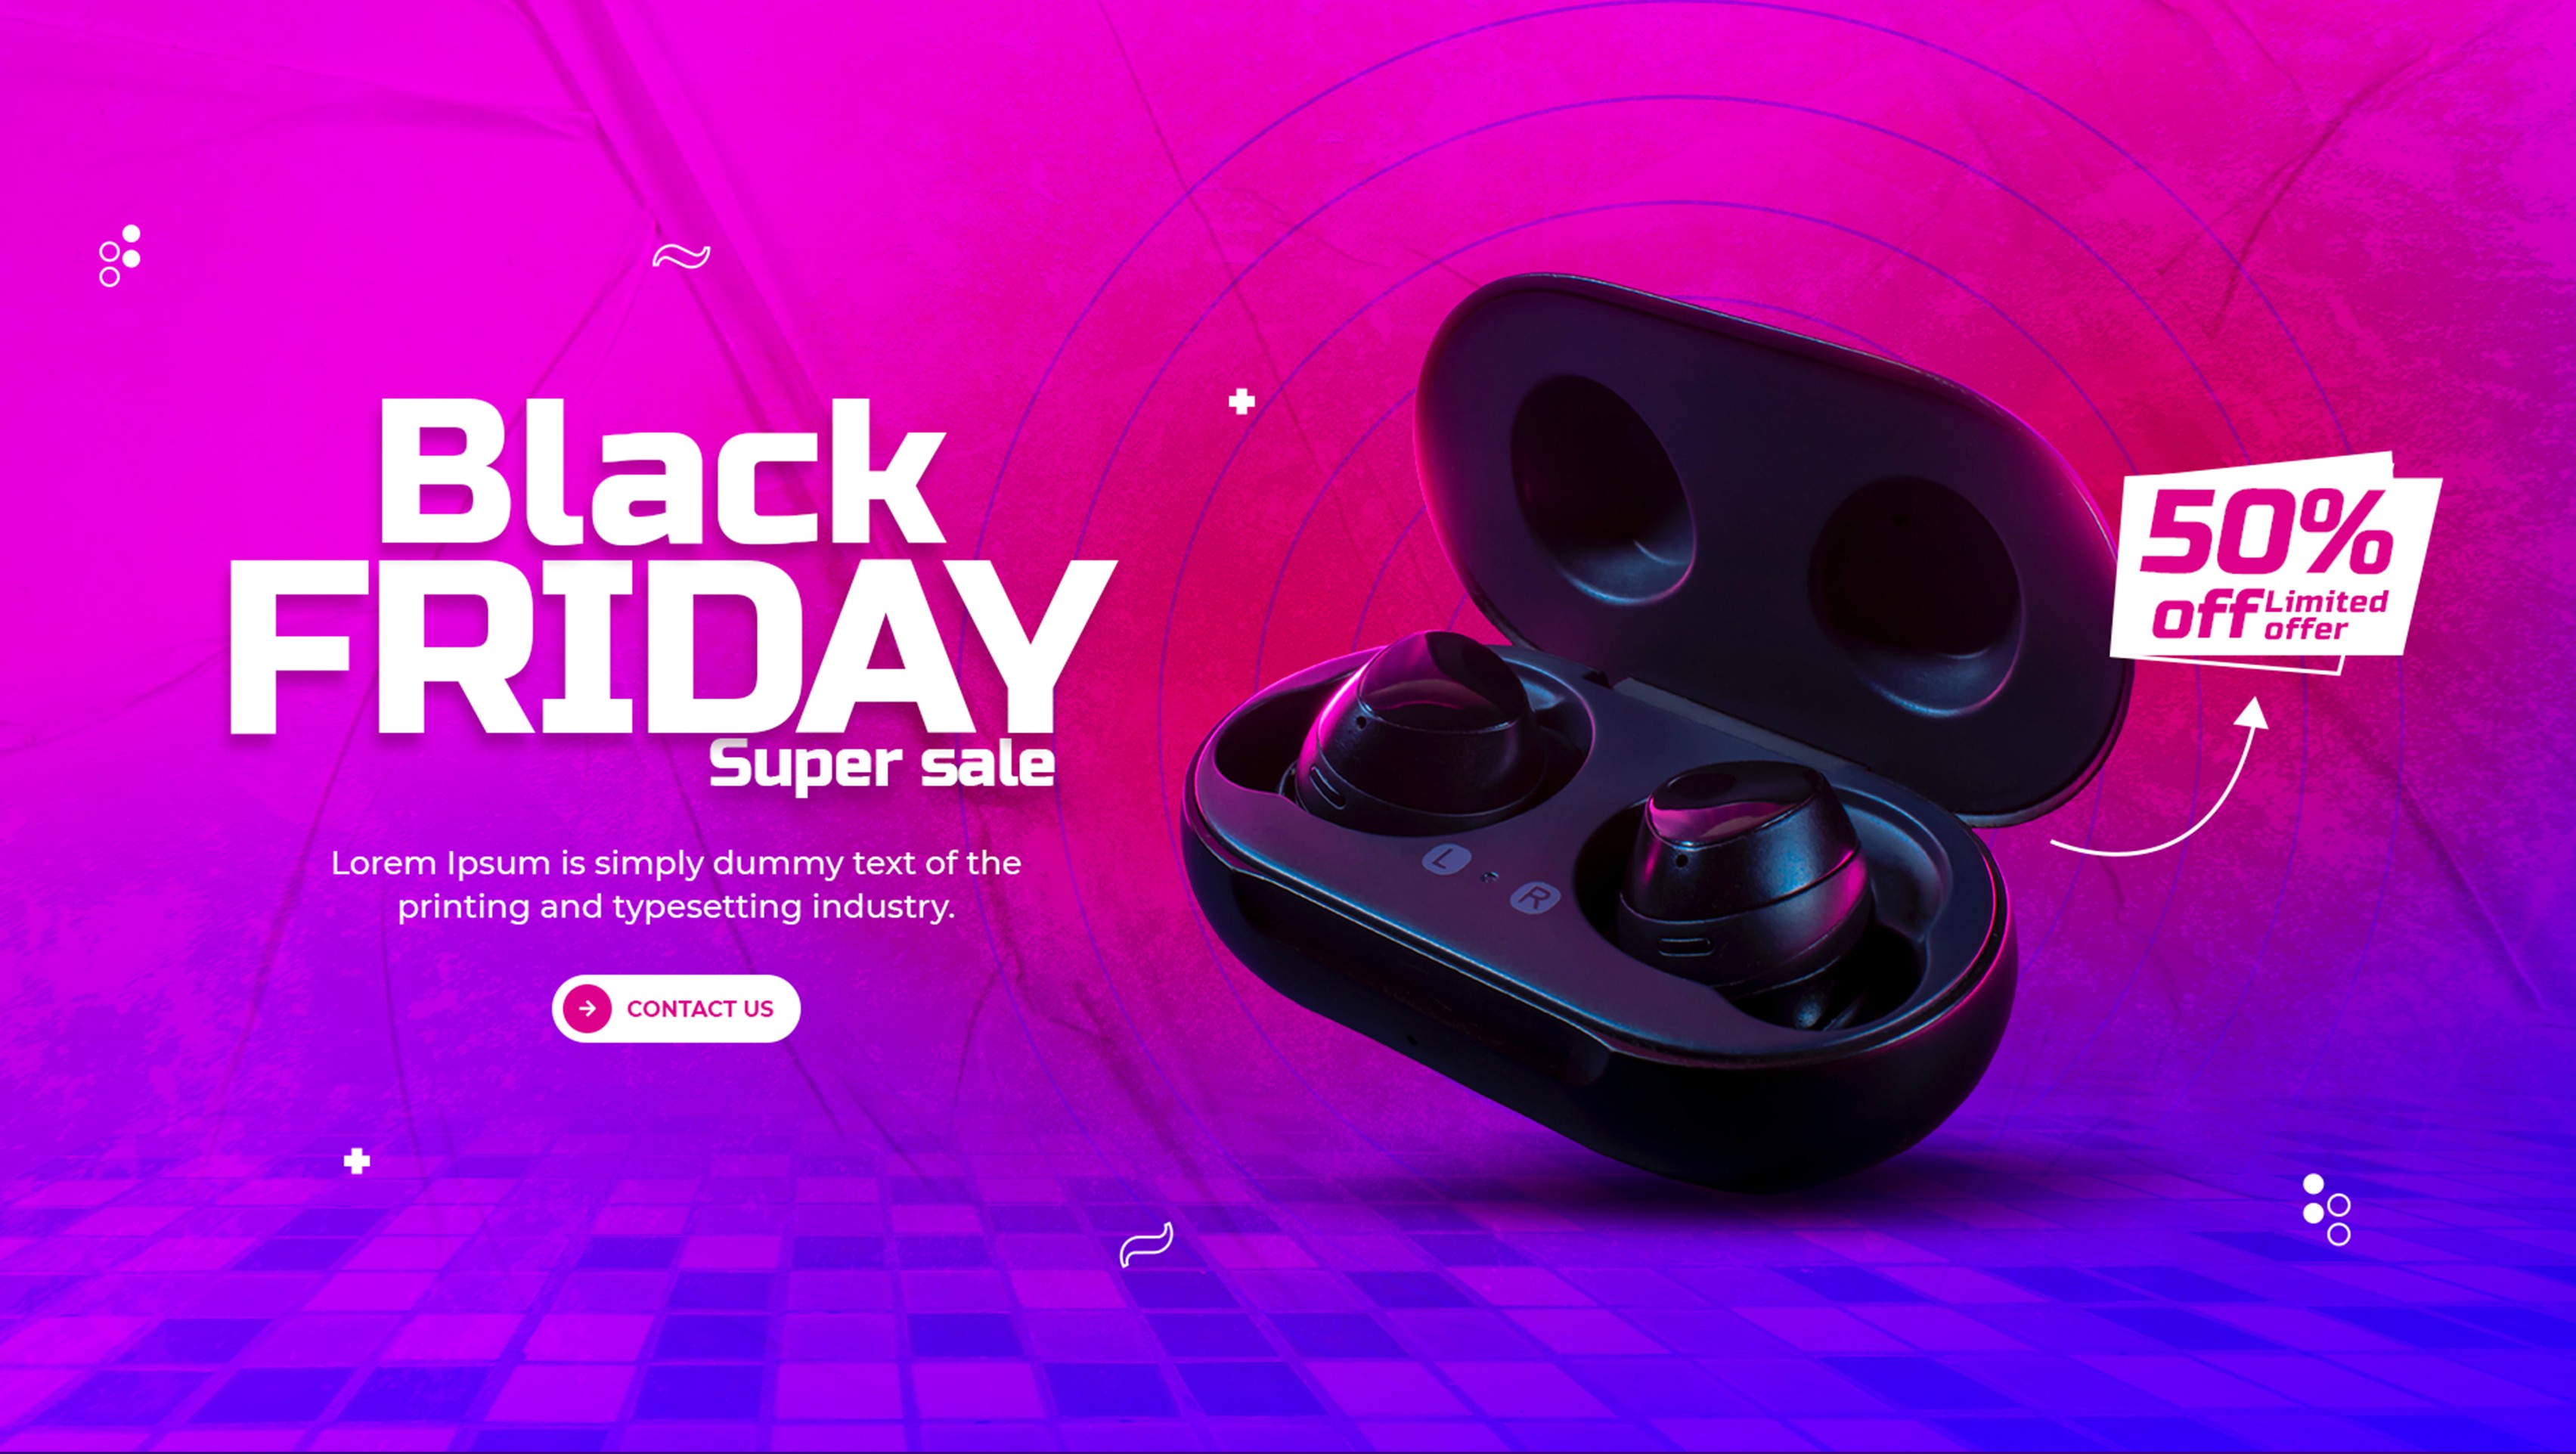 Black
FRIDAY
Super sale
Lorem Ipsum is simply dummy text of the
printing and typesetting industry.
CONTACT US
L
R
50%
off Limited
offer